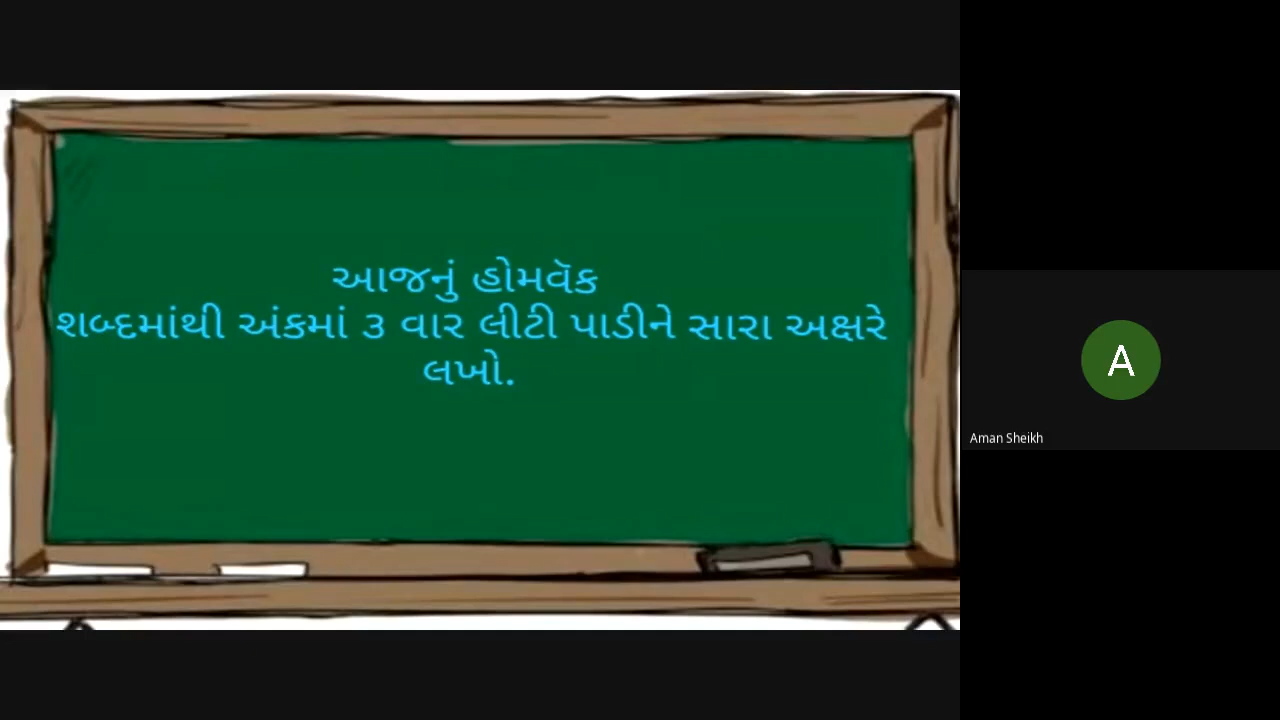 આજનું હોમવૅક
શબ્દમાંથી અંકમાં ૩ વાર લીટી પાડીને સારા અક્ષરે
લખો.
A
Aman Sheikh